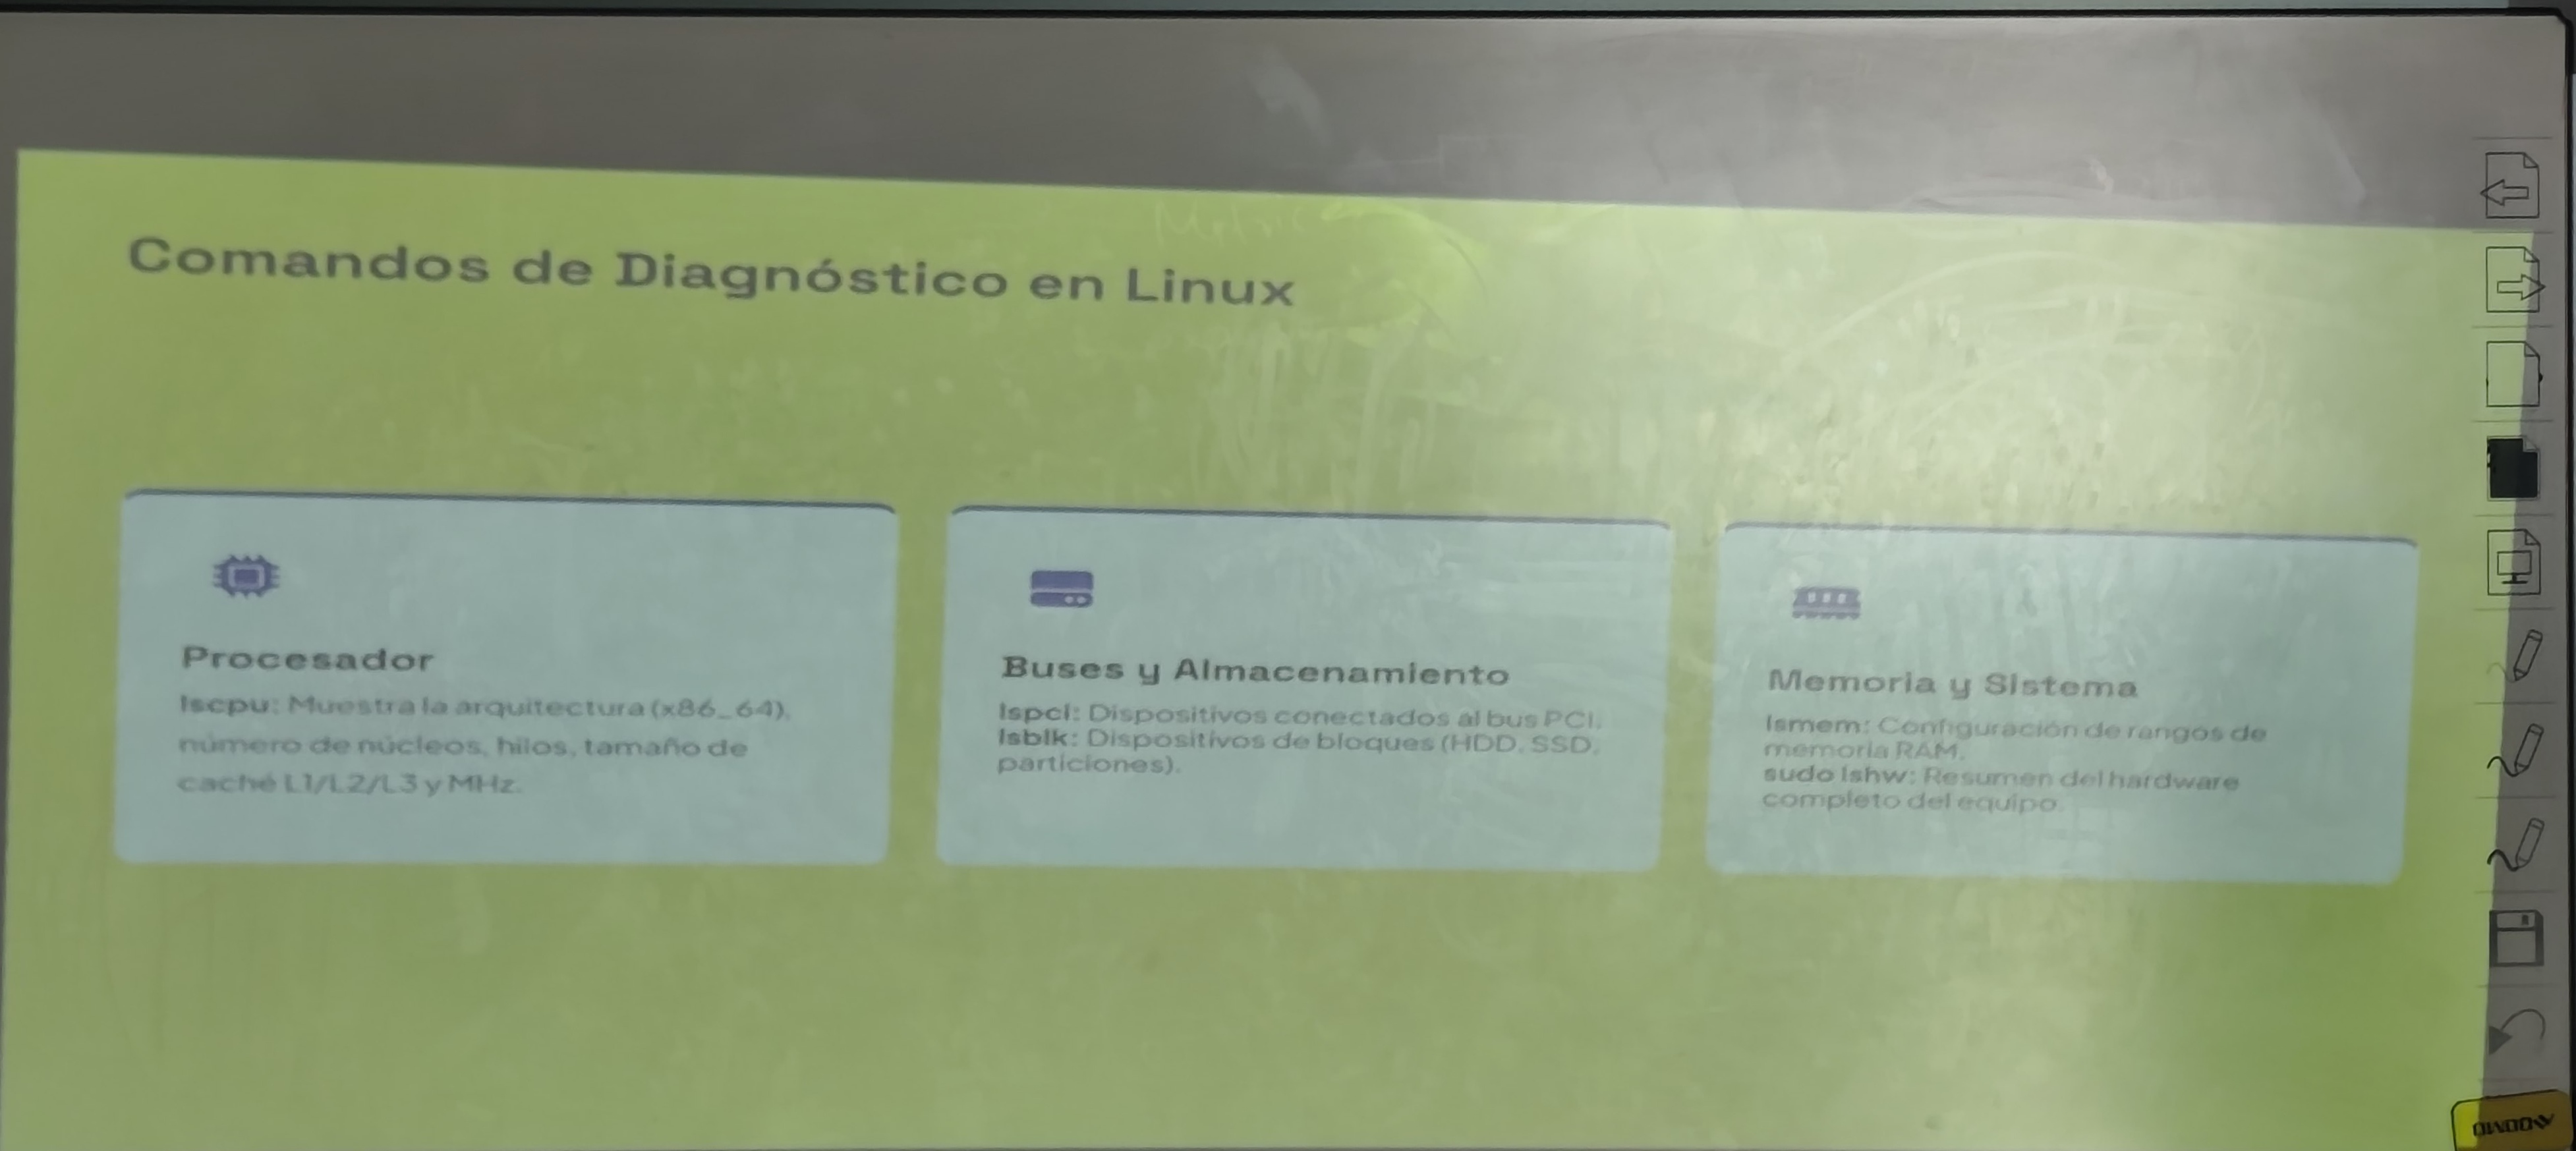 Comandos de Diagnóstico en Linux
Procesador
lscpu: Muestra la arquitectura (x86_64),
número de núcleos, hilos, tamaño de
caché L1/L2/L3 y MHz.
Buses y Almacenamiento
lspci: Dispositivos conectados al bus PCI.
lsblk: Dispositivos de bloques (HDD, SSD,
particiones).
Memoria y Sistema
lsmem: Configuración de rangos de
memoria RAM.
sudo lshw: Resumen del hardware
completo del equipo.